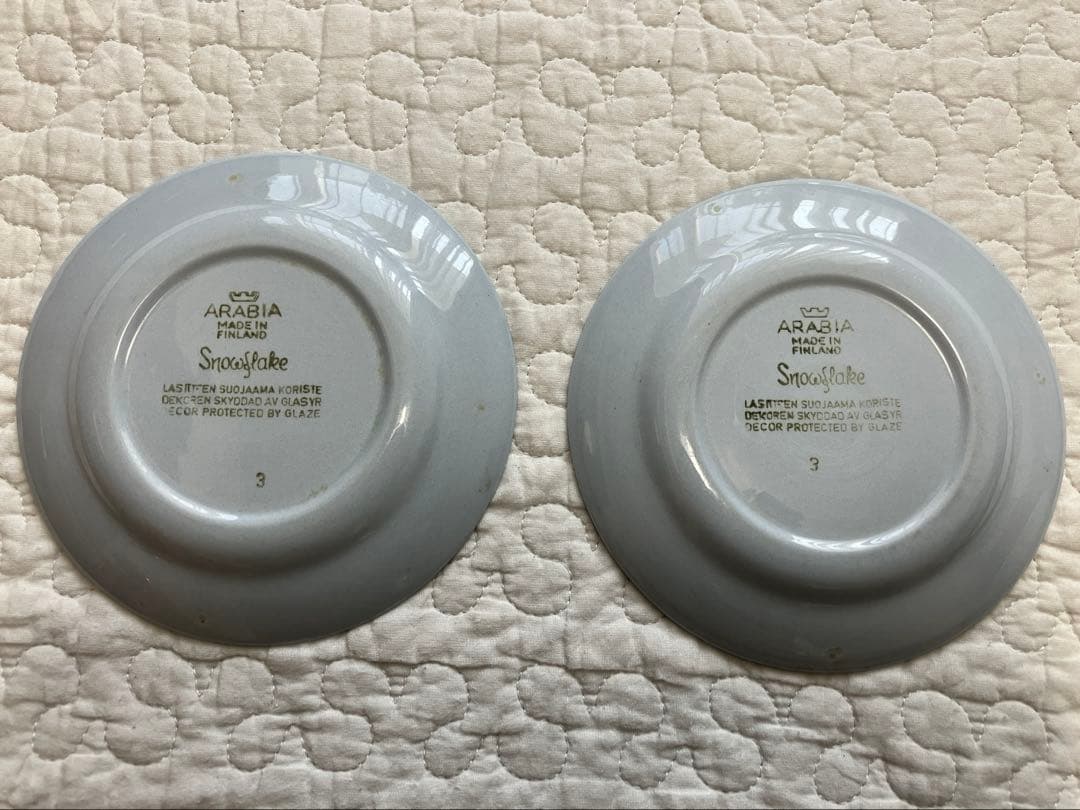 ARABIA
MADE IN
FINLAND
Snowflake
LASITTEEN SUOJAAMA KORISTE
DEKOREN SKYDDAD AV GLASYR
ECOR PROTECTED BY GLAZE
3
ARABIA
MADE IN
FINLAND
Snowflake
LASITTEEN SUOJAAMA KORISTE
DEKOREN SKYDDAD AV GLASYR
DECOR PROTECTED BY GLAZE
3